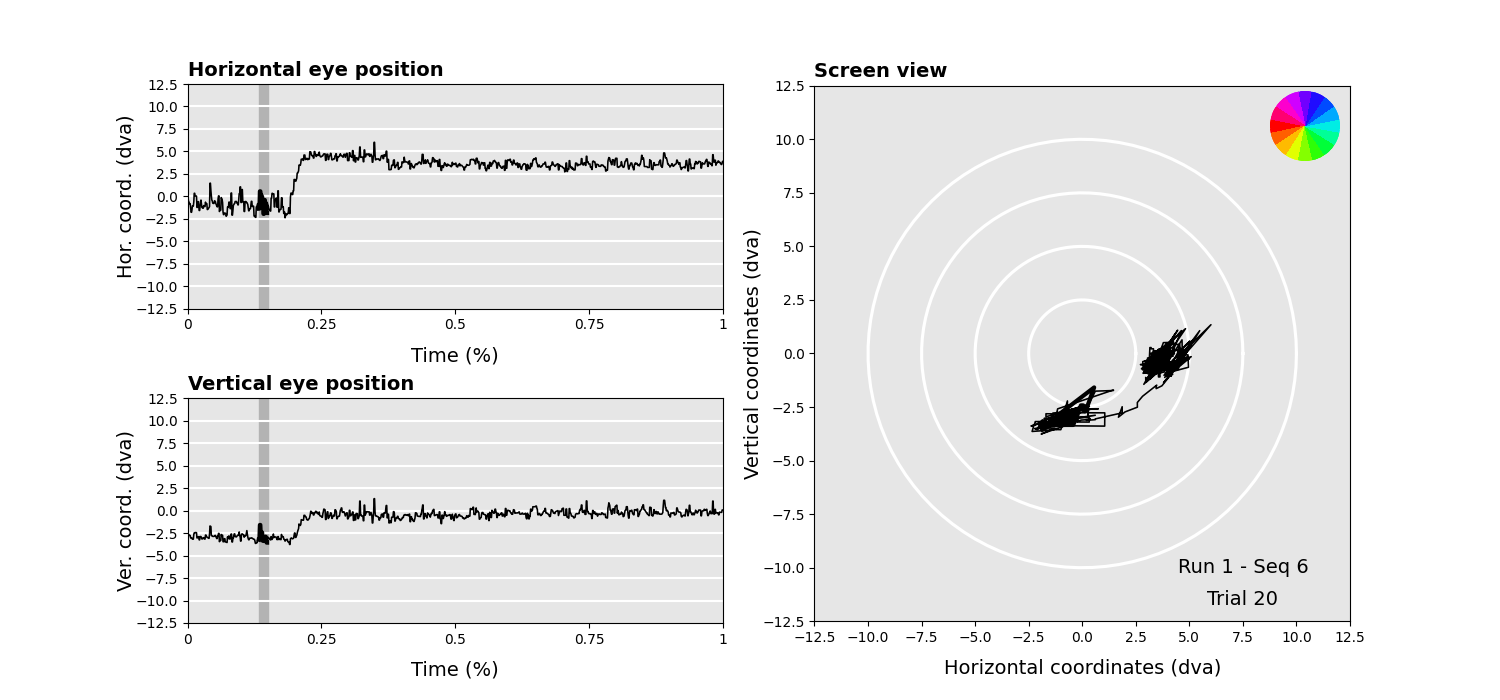 Horizontal eye position
Hor. coord. (dva)
12.5
10.0
7.5
5.0
2.5
0.0
−2.5
−5.0
−7.5
−10.0
−12.5
0 0.25 0.5 0.75 1
Time (%)
Vertical eye position
Ver. coord. (dva)
12.5
10.0
7.5
5.0
2.5
0.0
−2.5
−5.0
−7.5
−10.0
−12.5
0 0.25 0.5 0.75 1
Time (%)
Screen view
Vertical coordinates (dva)
12.5
10.0
7.5
5.0
2.5
0.0
−2.5
−5.0
−7.5
−10.0
−12.5
Run 1 - Seq 6
Trial 20
−12.5 −10.0 −7.5 −5.0 −2.5 0.0 2.5 5.0 7.5 10.0 12.5
Horizontal coordinates (dva)